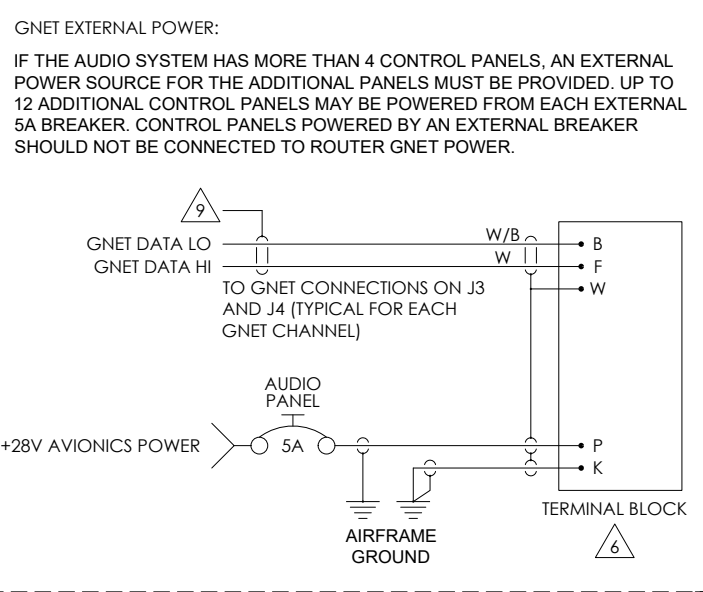 GNET EXTERNAL POWER:
IF THE AUDIO SYSTEM HAS MORE THAN 4 CONTROL PANELS, AN EXTERNAL
POWER SOURCE FOR THE ADDITIONAL PANELS MUST BE PROVIDED. UP TO
12 ADDITIONAL CONTROL PANELS MAY BE POWERED FROM EACH EXTERNAL
5A BREAKER. CONTROL PANELS POWERED BY AN EXTERNAL BREAKER
SHOULD NOT BE CONNECTED TO ROUTER GNET POWER.
9
GNET DATA LO W/B B
GNET DATA HI W F
W
TO GNET CONNECTIONS ON J3
AND J4 (TYPICAL FOR EACH
GNET CHANNEL)
AUDIO
PANEL
+28V AVIONICS POWER 5A P
K
AIRFRAME
GROUND
TERMINAL BLOCK
6